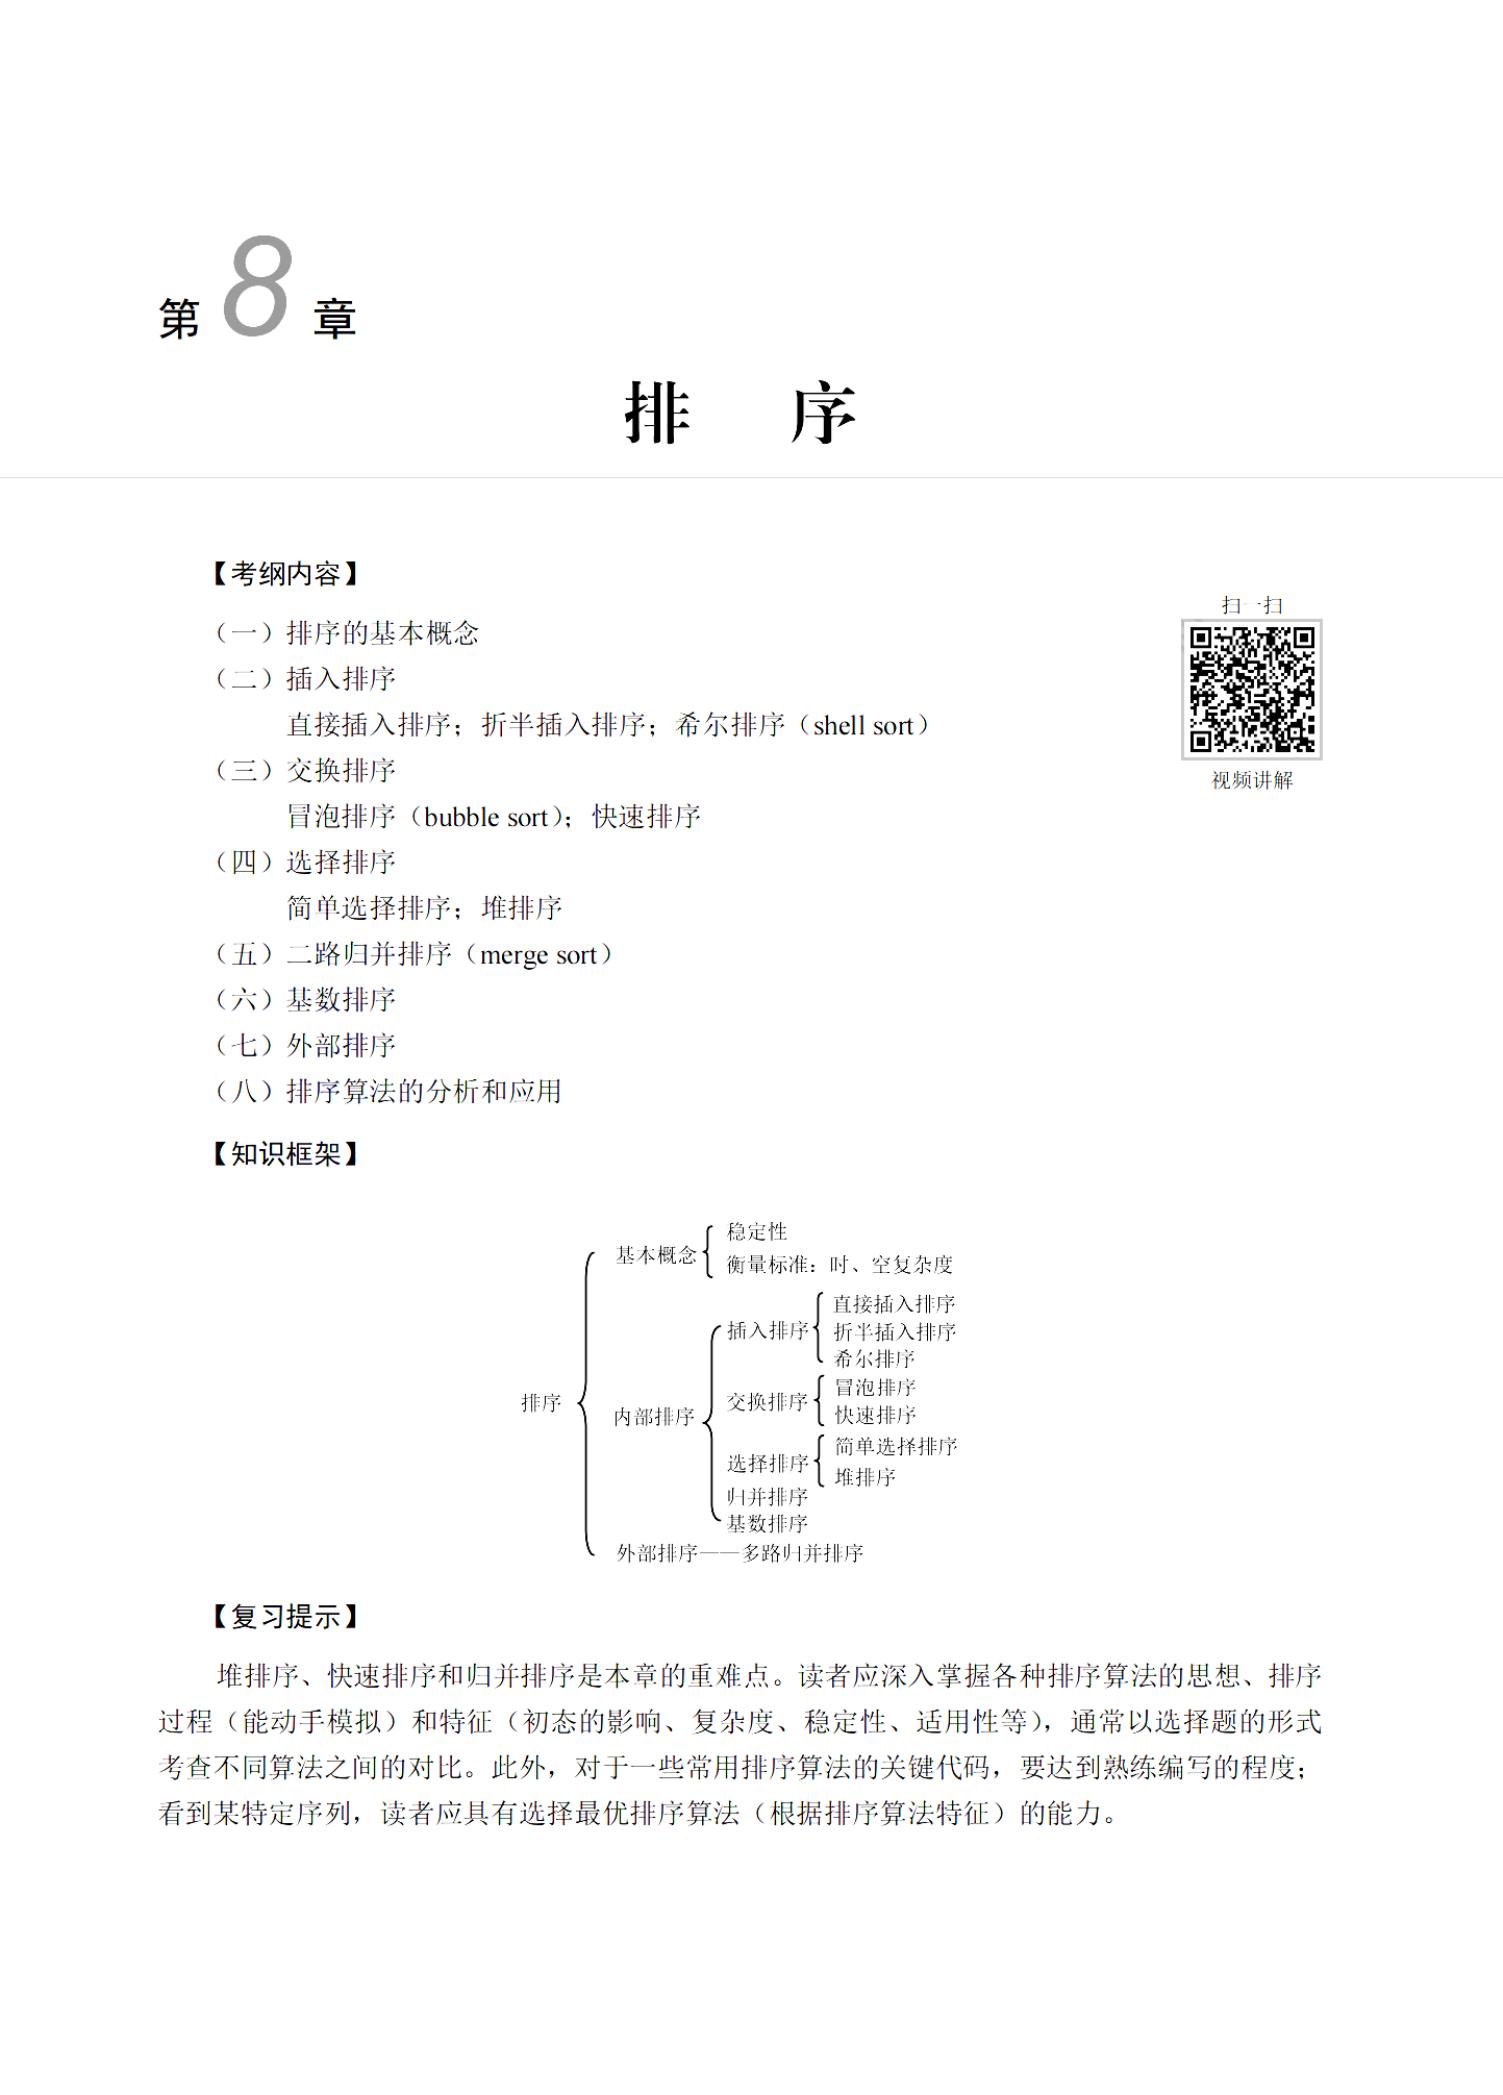 第8章
排 序
【考纲内容】
扫一扫
（一）排序的基本概念
（二）插入排序
直接插入排序；折半插入排序；希尔排序（shell sort）
（三）交换排序
视频讲解
冒泡排序（bubble sort）；快速排序
（四）选择排序
简单选择排序；堆排序
（五）二路归并排序（merge sort）
（六）基数排序
（七）外部排序
（八）排序算法的分析和应用
【知识框架】
稳定性
基本概念
衡量标准：时、空复杂度
直接插入排序
插入排序
折半插入排序
希尔排序
冒泡排序
排序
交换排序
内部排序
快速排序
简单选择排序
选择排序
堆排序
归并排序
基数排序
外部排序——多路归并排序
【复习提示】
堆排序、快速排序和归并排序是本章的重难点。读者应深入掌握各种排序算法的思想、排序
过程（能动手模拟）和特征（初态的影响、复杂度、稳定性、适用性等），通常以选择题的形式
考查不同算法之间的对比。此外，对于一些常用排序算法的关键代码，要达到熟练编写的程度；
看到某特定序列，读者应具有选择最优排序算法（根据排序算法特征）的能力。